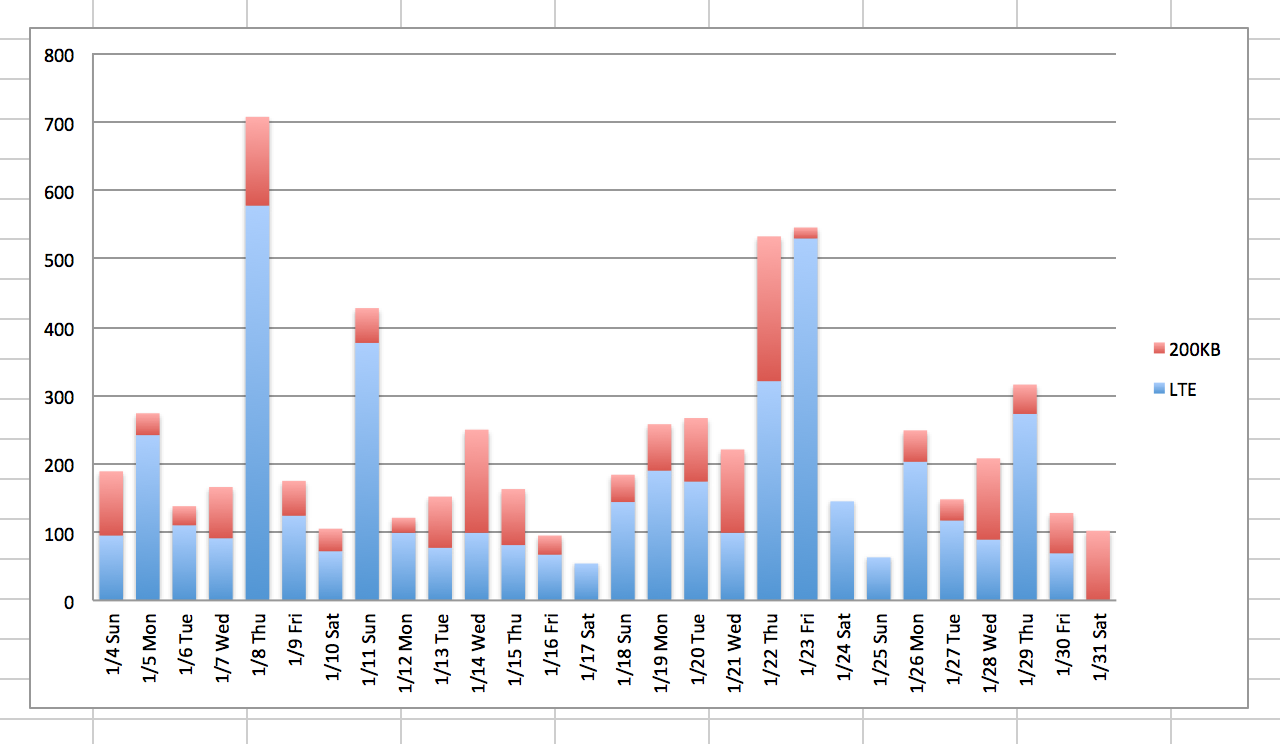 800
700
600
500
400
300
200
100
0
1/4 Sun
1/5 Mon
1/6 Tue
1/7 Wed
1/8 Thu
1/9 Fri
1/10 Sat
1/11 Sun
1/12 Mon
1/13 Tue
1/14 Wed
1/15 Thu
1/16 Fri
1/17 Sat
1/18 Sun
1/19 Mon
1/20 Tue
1/21 Wed
1/22 Thu
1/23 Fri
1/24 Sat
1/25 Sun
1/26 Mon
1/27 Tue
1/28 Wed
1/29 Thu
1/30 Fri
1/31 Sat
200KB
LTE